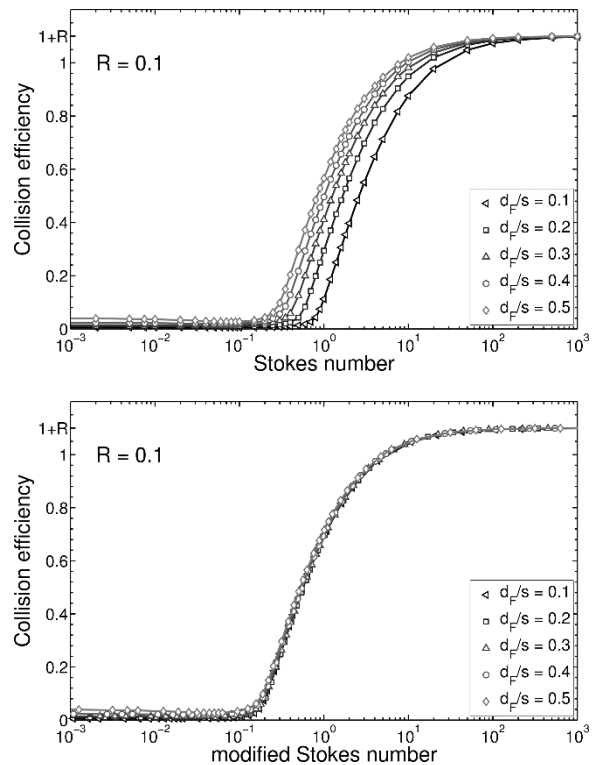 1+R
1
0.8
0.6
0.4
0.2
0
Collision efficiency
R = 0.1
d_F/s = 0.1
d_F/s = 0.2
d_F/s = 0.3
d_F/s = 0.4
d_F/s = 0.5
10^-3 10^-2 10^-1 10^0 10^1 10^2 10^3
Stokes number
1+R
1
0.8
0.6
0.4
0.2
0
Collision efficiency
R = 0.1
d_F/s = 0.1
d_F/s = 0.2
d_F/s = 0.3
d_F/s = 0.4
d_F/s = 0.5
10^-3 10^-2 10^-1 10^0 10^1 10^2 10^3
modified Stokes number